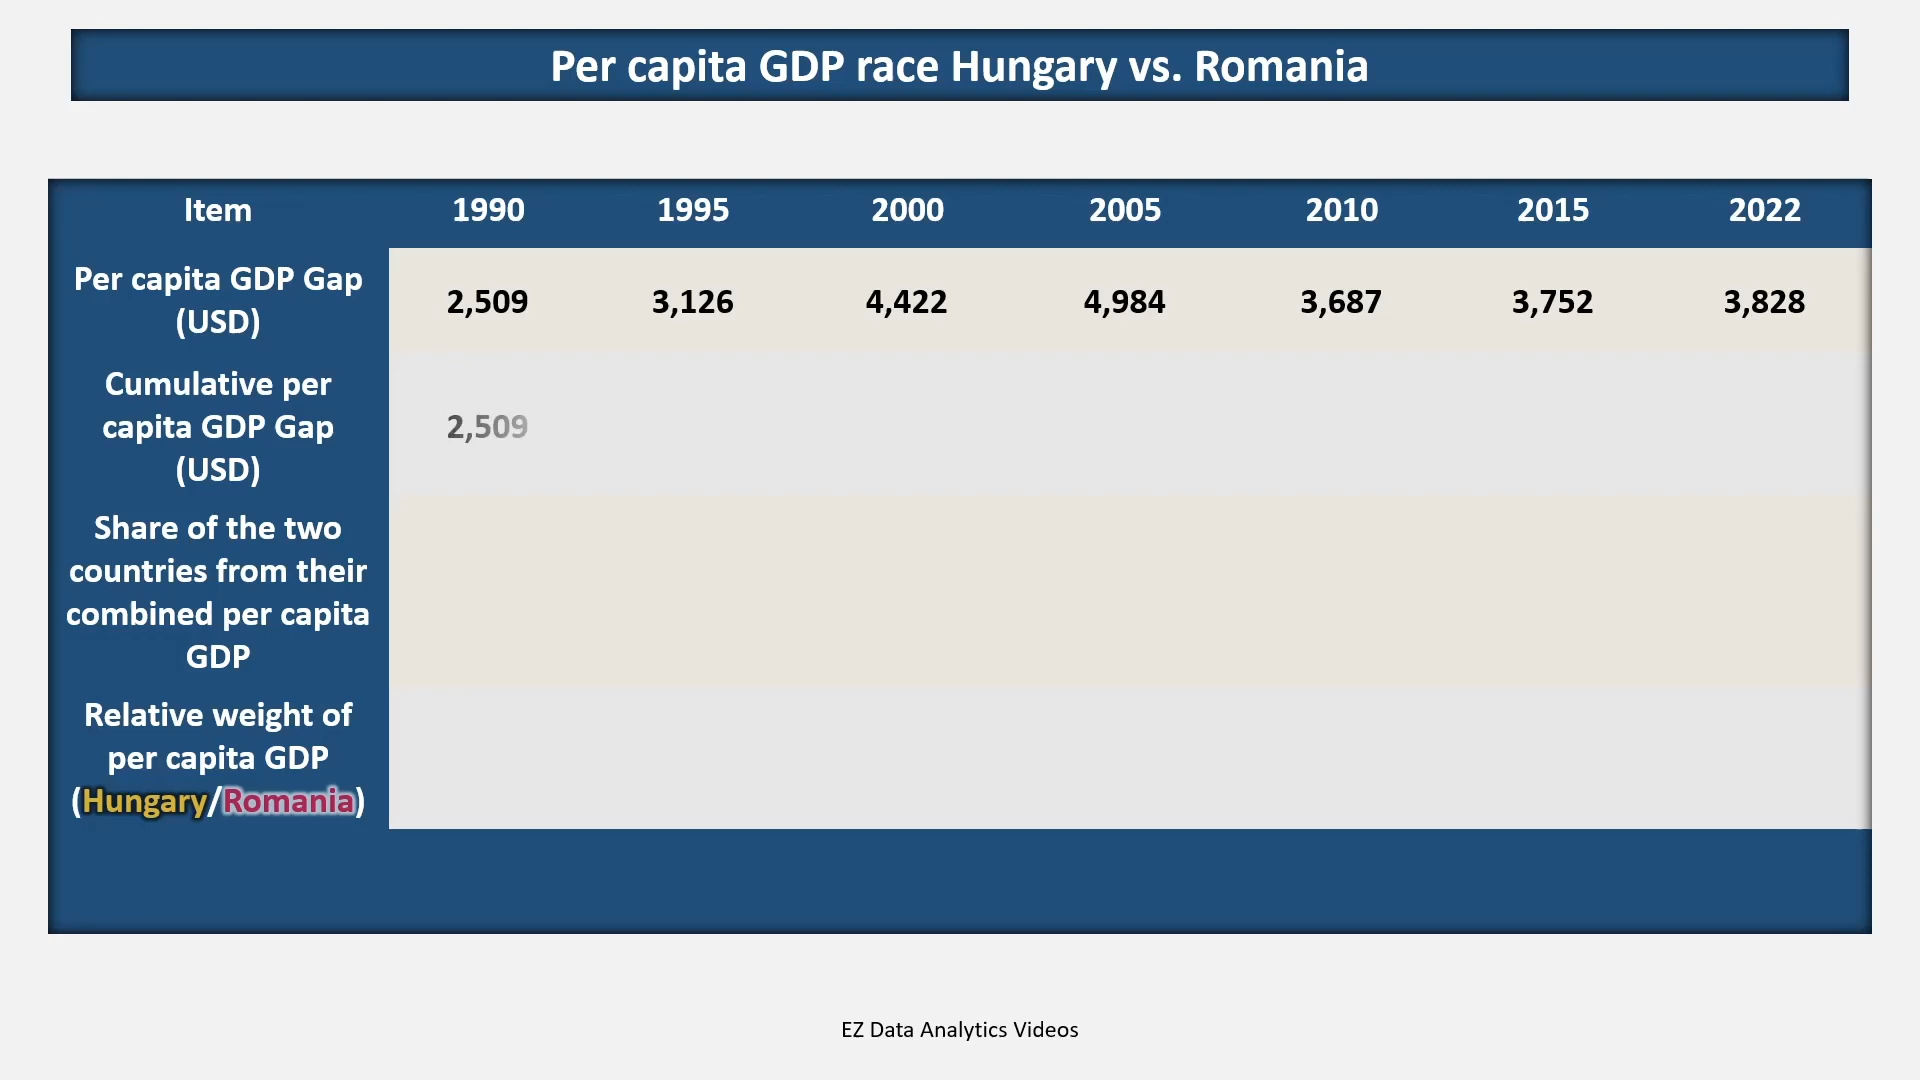 Per capita GDP race Hungary vs. Romania
Item 1990 1995 2000 2005 2010 2015 2022
Per capita GDP Gap
(USD)
2,509 3,126 4,422 4,984 3,687 3,752 3,828
Cumulative per
capita GDP Gap
(USD)
2,509
Share of the two
countries from their
combined per capita
GDP
Relative weight of
per capita GDP
(Hungary/Romania)
EZ Data Analytics Videos